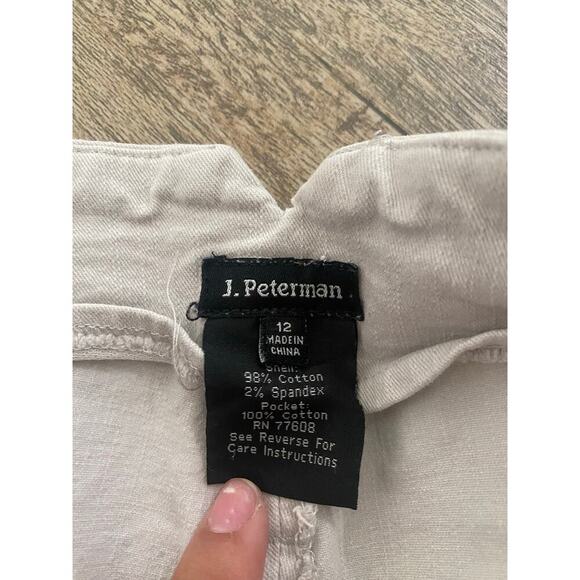 J. Peterman
12
MADE IN
CHINA
Shell:
98% Cotton
2% Spandex
Pocket:
100% Cotton
RN 77608
See Reverse For
Care Instructions